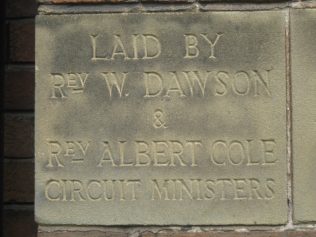 LAID BY
REV W. DAWSON
&
REV ALBERT COLE
CIRCUIT MINISTERS